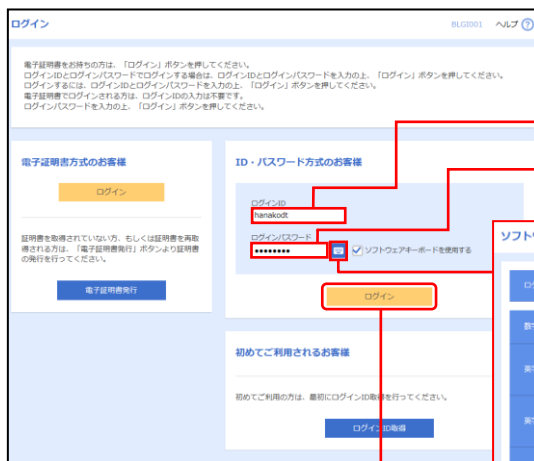 ログイン
BLGI001 ヘルプ ?
電子証明書をお持ちの方は、「ログイン」ボタンを押してください。
ログインIDとログインパスワードでログインする場合は、ログインIDとログインパスワードを入力の上、「ログイン」ボタンを押してください。
ログインするには、ログインIDとログインパスワードを入力の上、「ログイン」ボタンを押してください。
電子証明書でログインされる方は、ログインIDの入力は不要です。
ログインパスワードを入力の上、「ログイン」ボタンを押してください。
電子証明書方式のお客様
ログイン
証明書を取得されていない方、もしくは証明書を再取
得される方は、「電子証明書発行」ボタンより証明書
の発行を行ってください。
電子証明書発行
ID・パスワード方式のお客様
ログインID
hanakodt
ログインパスワード
●●●●●●●●
ソフトウェアキーボードを使用する
ログイン
初めてご利用されるお客様
初めてご利用の方は、最初にログインID取得を行ってください。
ログインID取得
ソフト
ログ
数
英
英